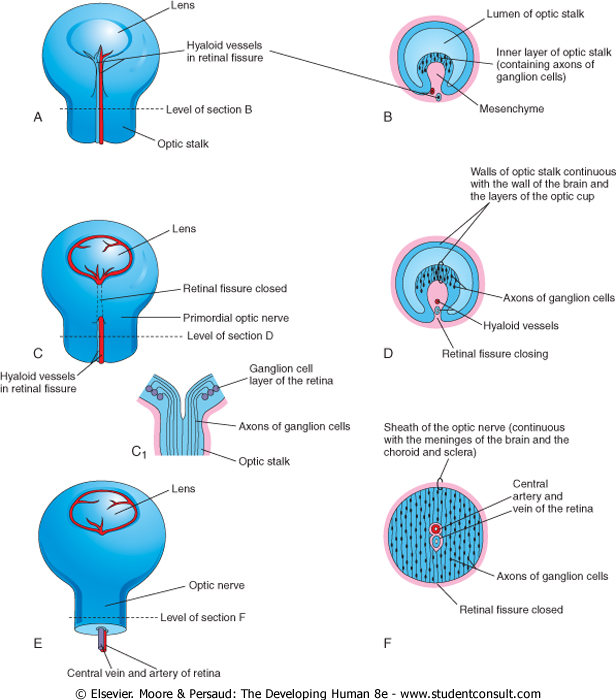 Lens
Hyaloid vessels
in retinal fissure
Level of section B
Optic stalk
A
Lumen of optic stalk
Inner layer of optic stalk
(containing axons of
ganglion cells)
Mesenchyme
B
Lens
Retinal fissure closed
Primordial optic nerve
Level of section D
C
Hyaloid vessels
in retinal fissure
Walls of optic stalk continuous
with the wall of the brain and
the layers of the optic cup
Axons of ganglion cells
Hyaloid vessels
D
Retinal fissure closing
Ganglion cell
layer of the retina
Axons of ganglion cells
C1
Optic stalk
Lens
Optic nerve
Level of section F
E
Central vein and artery of retina
Sheath of the optic nerve (continuous
with the meninges of the brain and the
choroid and sclera)
Central
artery and
vein of the retina
Axons of ganglion cells
Retinal fissure closed
F
© Elsevier. Moore & Persaud: The Developing Human 8e - www.studentconsult.com